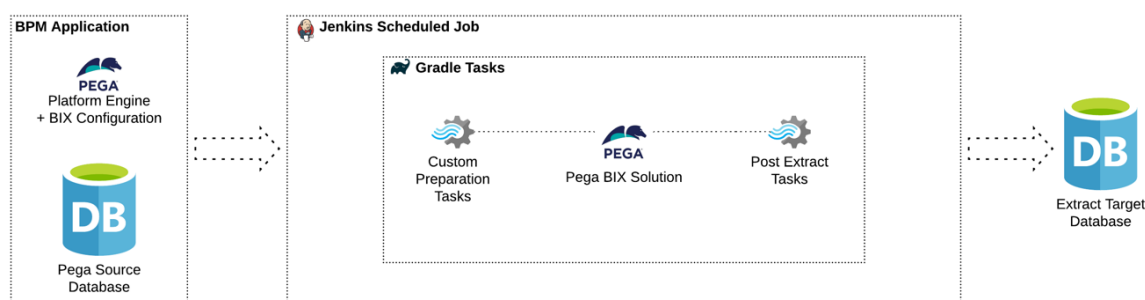 BPM Application
PEGA
Platform Engine
+ BIX Configuration
DB
Pega Source
Database
Jenkins Scheduled Job
Gradle Tasks
Custom
Preparation
Tasks
PEGA
Pega BIX Solution
Post Extract
Tasks
DB
Extract Target
Database